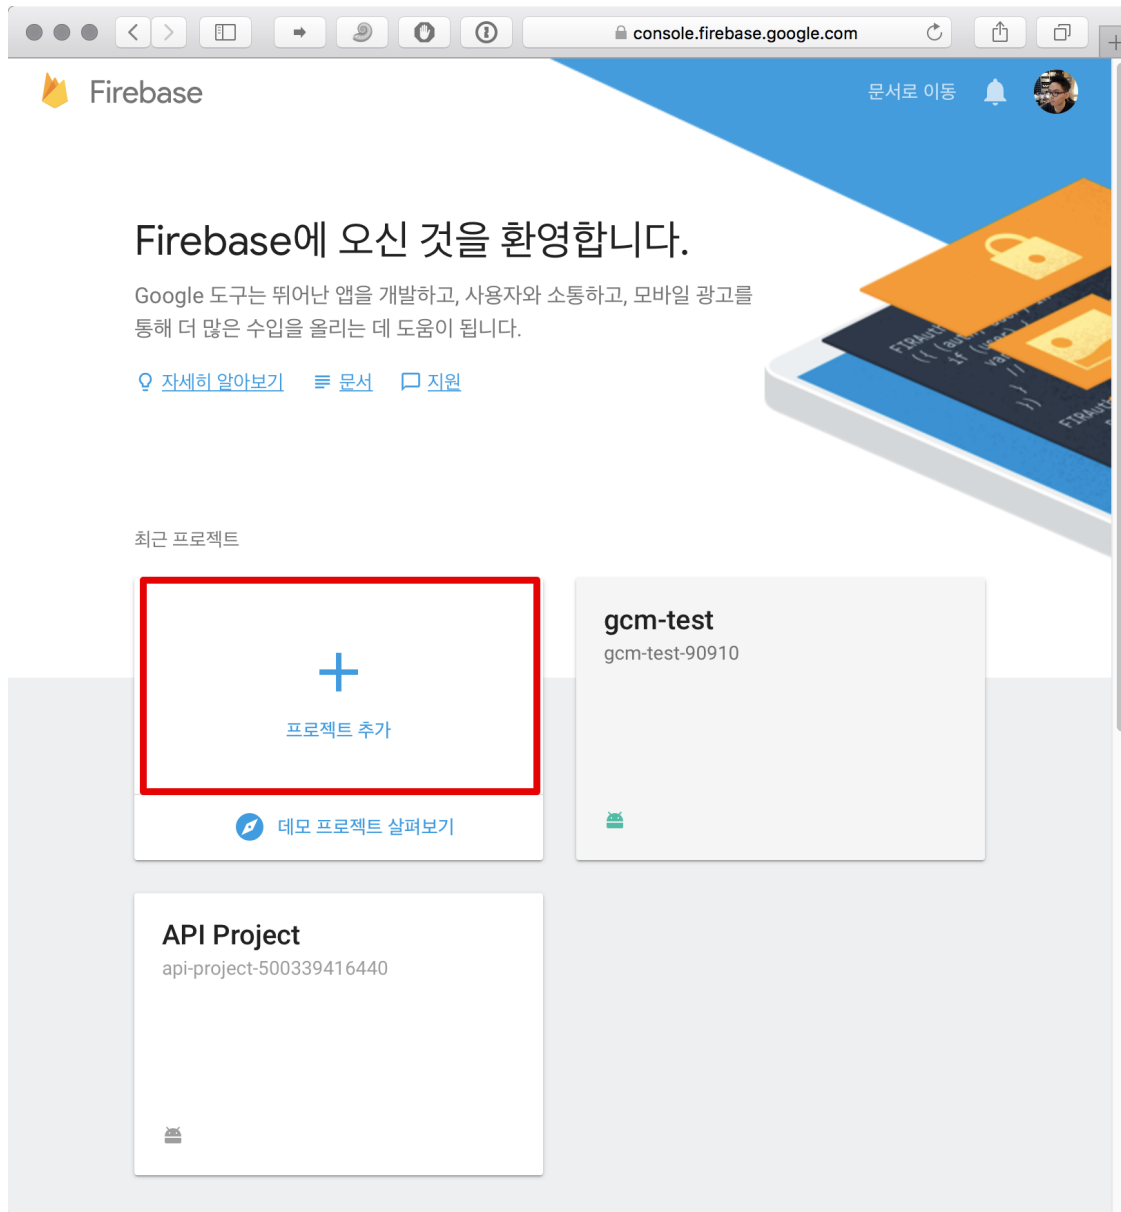 console.firebase.google.com
Firebase
문서로 이동
Firebase에 오신 것을 환영합니다.
Google 도구는 뛰어난 앱을 개발하고, 사용자와 소통하고, 모바일 광고를
통해 더 많은 수입을 올리는 데 도움이 됩니다.
자세히 알아보기
문서
지원
최근 프로젝트
프로젝트 추가
데모 프로젝트 살펴보기
gcm-test
gcm-test-90910
API Project
api-project-500339416440